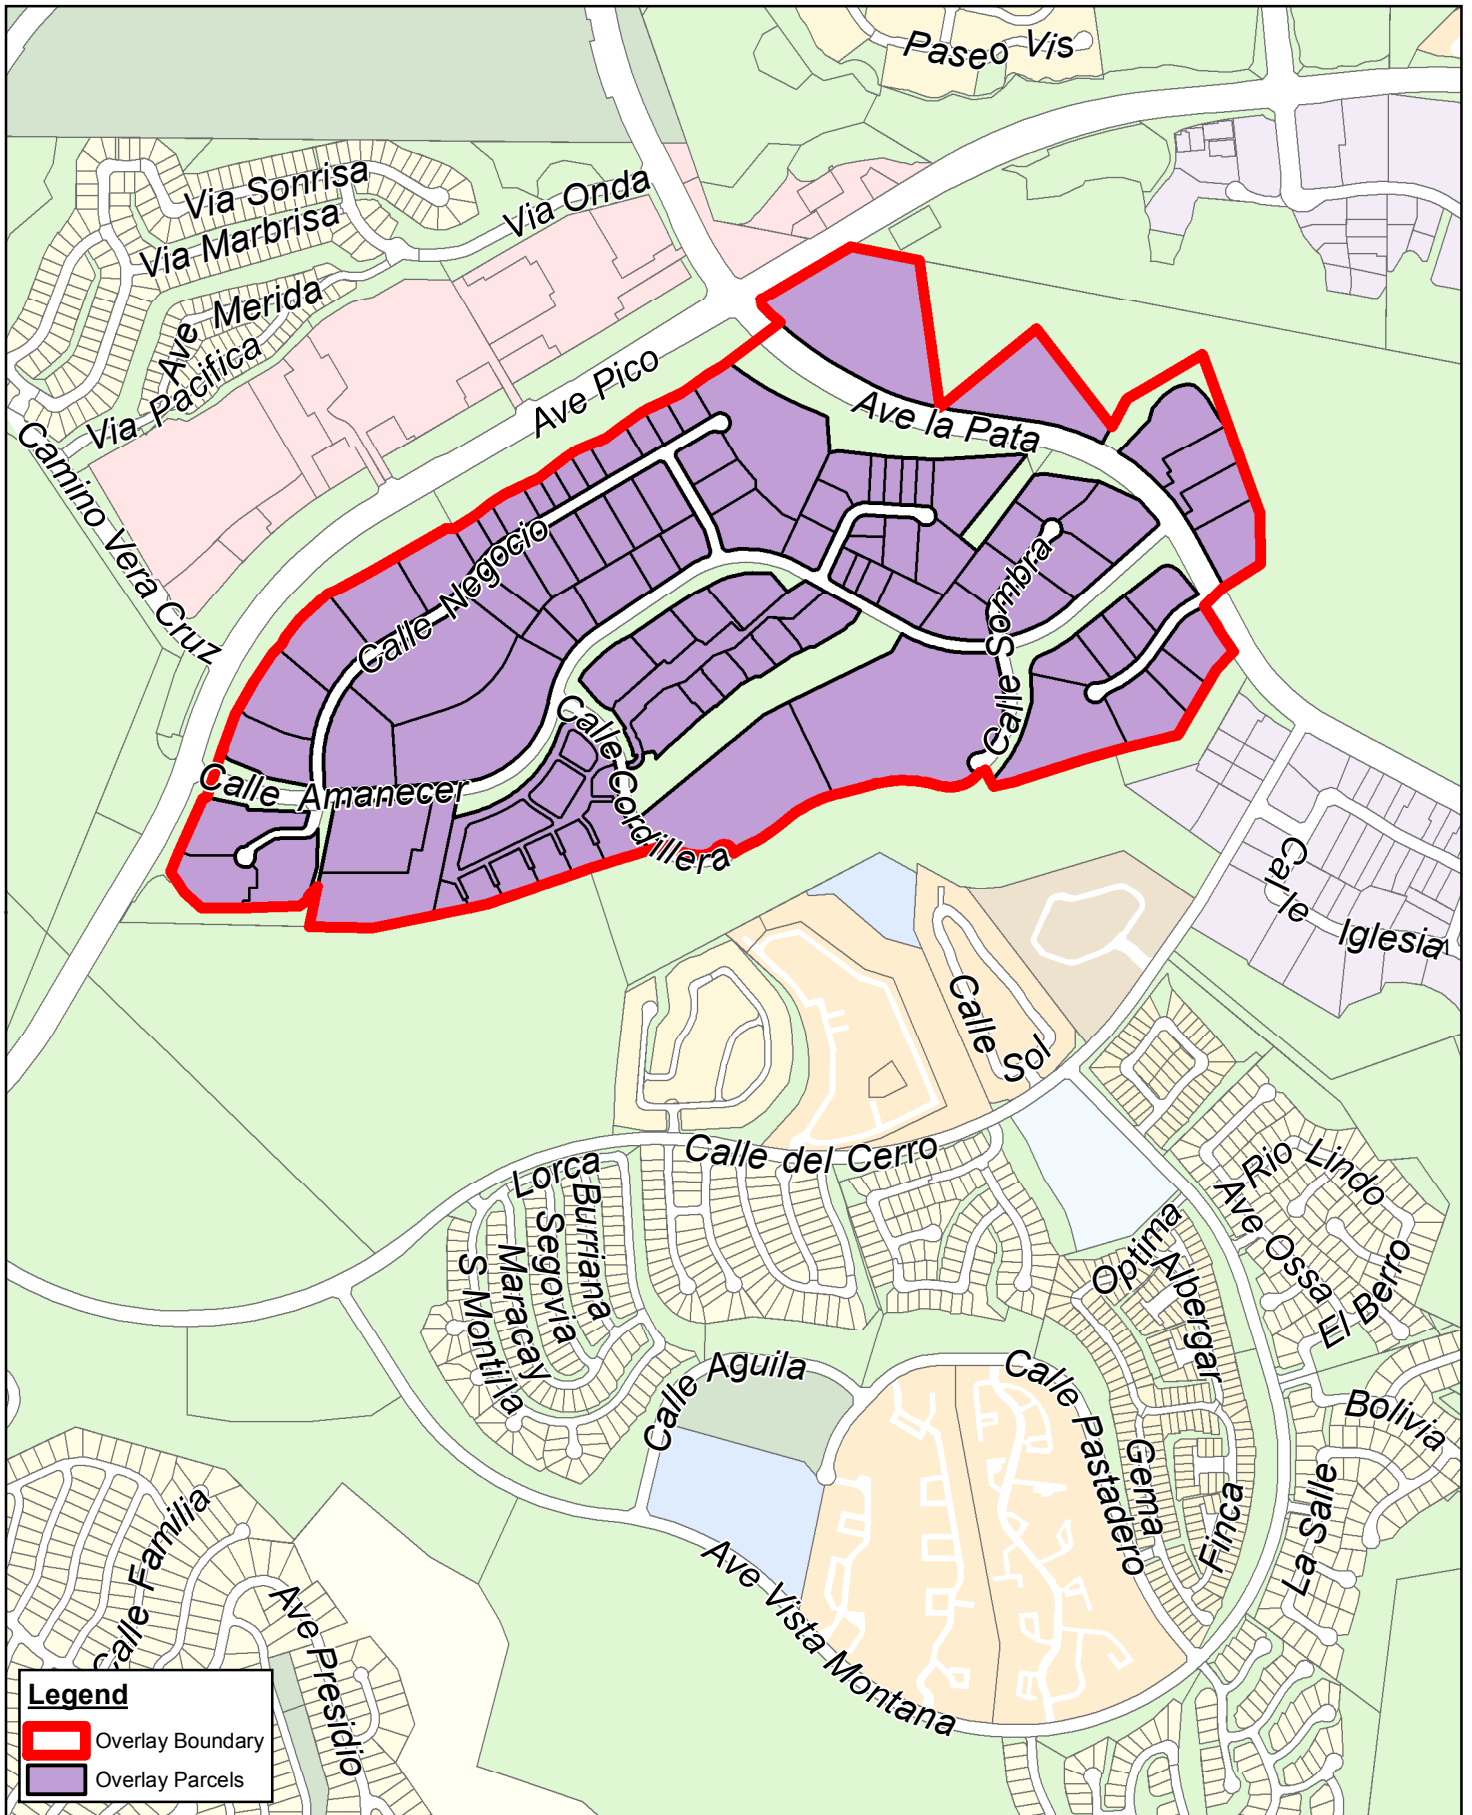 Paseo Vis
Via Sonrisa
Via Onda
Via Marbrisa
Ave Merida
Via Pacifica
Ave Pico
Ave la Pata
Camino Vera Cruz
Calle Negocio
Calle Sombra
Calle Amanecer
Calle Cordillera
Calle Iglesia
Calle Sol
Calle del Cerro
Lorca
Burriana
Segovia
Maracay
S Montilla
Rio Lindo
Ave Ossa
El Berro
Optima
Albergar
Calle Aguila
Calle Pastadero
Bolivia
Gema
Finca
La Salle
Calle Familia
Ave Presidio
Ave Vista Montana
Legend
Overlay Boundary
Overlay Parcels